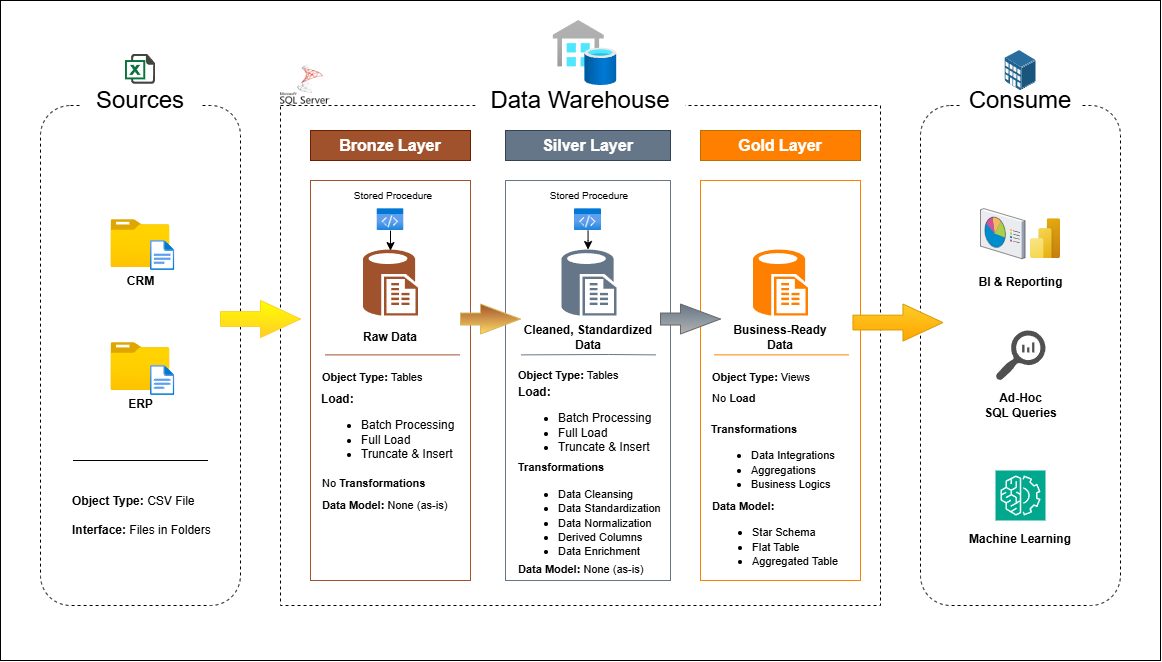 Sources
CRM
ERP
Object Type: CSV File
Interface: Files in Folders
Microsoft
SQL Server
Data Warehouse
Bronze Layer
Stored Procedure
Raw Data
Object Type: Tables
Load:
• Batch Processing
• Full Load
• Truncate & Insert
No Transformations
Data Model: None (as-is)
Silver Layer
Stored Procedure
Cleaned, Standardized
Data
Object Type: Tables
Load:
• Batch Processing
• Full Load
• Truncate & Insert
Transformations
• Data Cleansing
• Data Standardization
• Data Normalization
• Derived Columns
• Data Enrichment
Data Model: None (as-is)
Gold Layer
Business-Ready
Data
Object Type: Views
No Load
Transformations
• Data Integrations
• Aggregations
• Business Logics
Data Model:
• Star Schema
• Flat Table
• Aggregated Table
Consume
BI & Reporting
Ad-Hoc
SQL Queries
Machine Learning